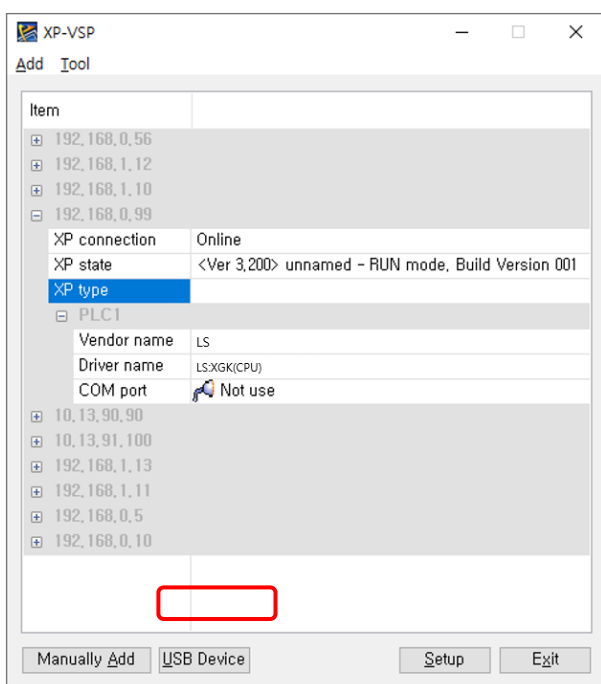 XP-VSP
Add Tool
Item
192,168,0,56
192,168,1,12
192,168,1,10
192,168,0,99
XP connection Online
XP state <Ver 3,200> unnamed - RUN mode, Build Version 001
XP type
PLC1
Vendor name LS
Driver name LS:XGK(CPU)
COM port Not use
10,13,90,90
10,13,91,100
192,168,1,13
192,168,1,11
192,168,0,5
192,168,0,10
Manually Add USB Device Setup Exit